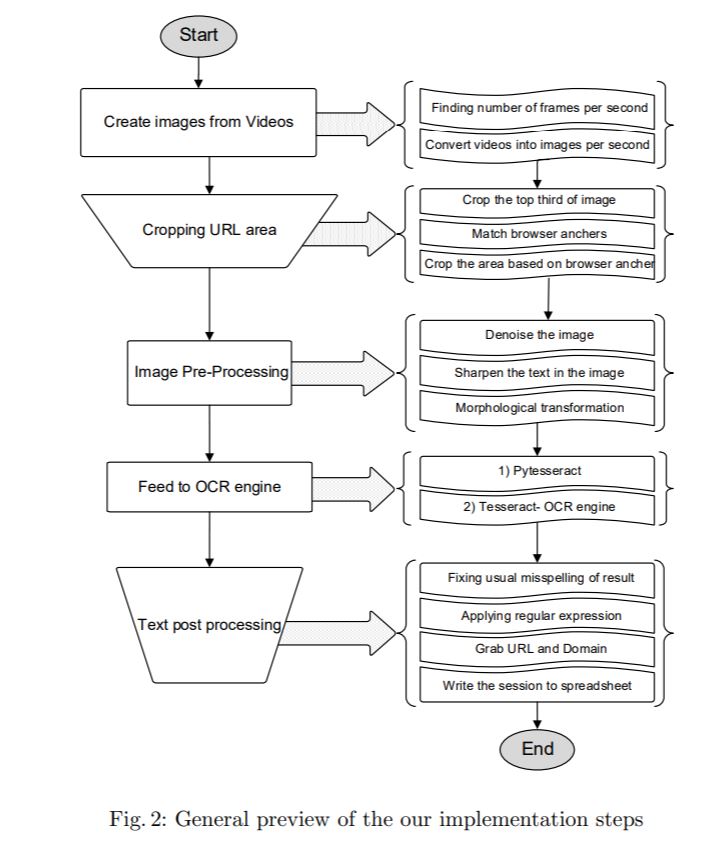 Start
Create images from Videos
Finding number of frames per second
Convert videos into images per second
Cropping URL area
Crop the top third of image
Match browser anchers
Crop the area based on browser ancher
Image Pre-Processing
Denoise the image
Sharpen the text in the image
Morphological transformation
Feed to OCR engine
1) Pytesseract
2) Tesseract- OCR engine
Text post processing
Fixing usual misspelling of result
Applying regular expression
Grab URL and Domain
Write the session to spreadsheet
End
Fig. 2: General preview of the our implementation steps